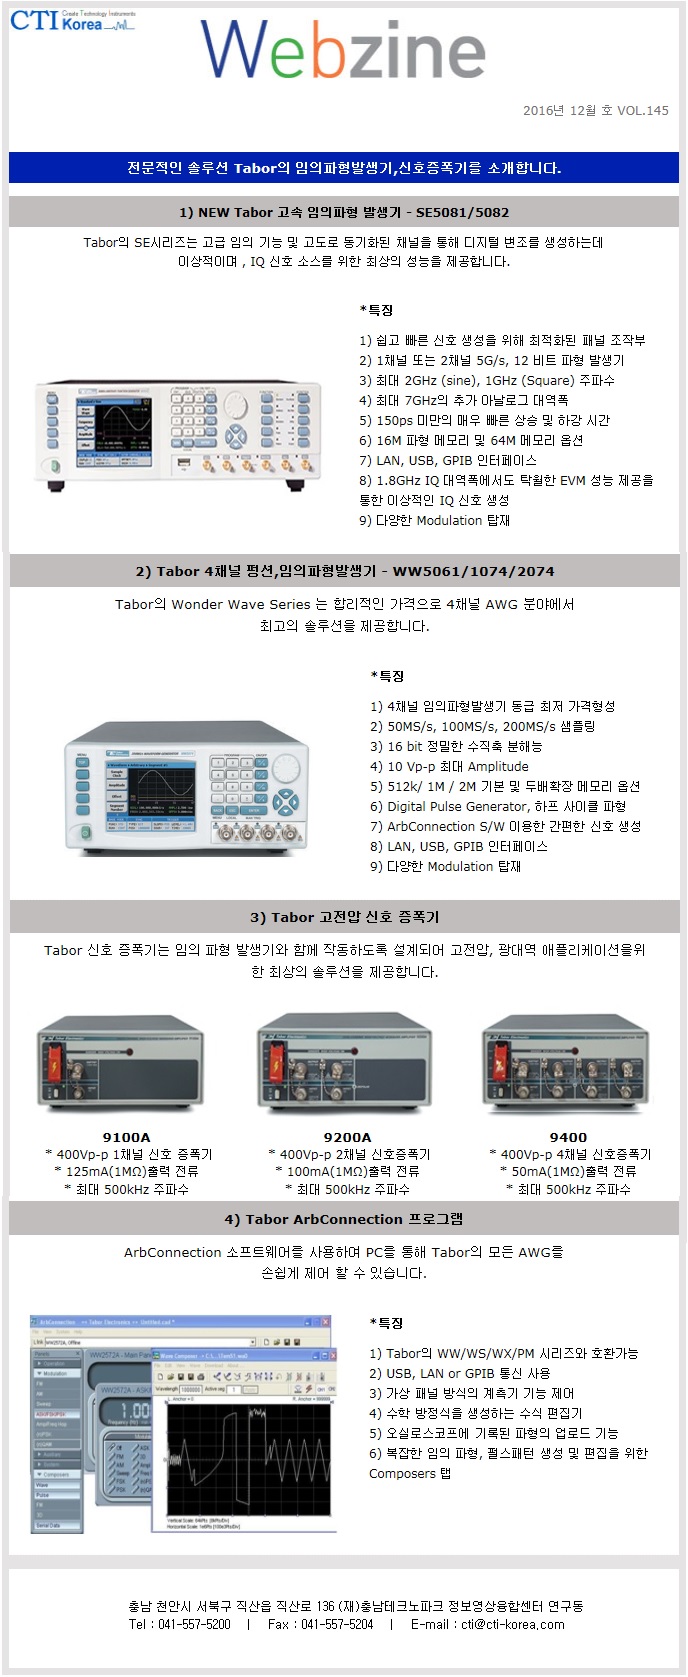 CTI Create Technology Instruments
Korea
Webzine
2016년 12월 호 VOL.145
전문적인 솔루션 Tabor의 임의파형발생기,신호증폭기를 소개합니다.
1) NEW Tabor 고속 임의파형 발생기 - SE5081/5082
Tabor의 SE시리즈는 고급 임의 기능 및 고도로 동기화된 채널을 통해 디지털 변조를 생성하는데
이상적이며 , IQ 신호 소스를 위한 최상의 성능을 제공합니다.
*특징
1) 쉽고 빠른 신호 생성을 위해 최적화된 패널 조작부
2) 1채널 또는 2채널 5G/s, 12 비트 파형 발생기
3) 최대 2GHz (sine), 1GHz (Square) 주파수
4) 최대 7GHz의 추가 아날로그 대역폭
5) 150ps 미만의 매우 빠른 상승 및 하강 시간
6) 16M 파형 메모리 및 64M 메모리 옵션
7) LAN, USB, GPIB 인터페이스
8) 1.8GHz IQ 대역폭에서도 탁월한 EVM 성능 제공을
통한 이상적인 IQ 신호 생성
9) 다양한 Modulation 탑재
2) Tabor 4채널 펑션,임의파형발생기 - WW5061/1074/2074
Tabor의 Wonder Wave Series 는 합리적인 가격으로 4채널 AWG 분야에서
최고의 솔루션을 제공합니다.
*특징
1) 4채널 임의파형발생기 동급 최저 가격형성
2) 50MS/s, 100MS/s, 200MS/s 샘플링
3) 16 bit 정밀한 수직축 분해능
4) 10 Vp-p 최대 Amplitude
5) 512k/ 1M / 2M 기본 및 두배확장 메모리 옵션
6) Digital Pulse Generator, 하프 사이클 파형
7) ArbConnection S/W 이용한 간편한 신호 생성
8) LAN, USB, GPIB 인터페이스
9) 다양한 Modulation 탑재
3) Tabor 고전압 신호 증폭기
Tabor 신호 증폭기는 임의 파형 발생기와 함께 작동하도록 설계되어 고전압, 광대역 애플리케이션을위
한 최상의 솔루션을 제공합니다.
9100A 9200A 9400
* 400Vp-p 1채널 신호 증폭기 * 400Vp-p 2채널 신호증폭기 * 400Vp-p 4채널 신호증폭기
* 125mA(1MΩ)출력 전류 * 100mA(1MΩ)출력 전류 * 50mA(1MΩ)출력 전류
* 최대 500kHz 주파수 * 최대 500kHz 주파수 * 최대 500kHz 주파수
4) Tabor ArbConnection 프로그램
ArbConnection 소프트웨어를 사용하여 PC를 통해 Tabor의 모든 AWG를
손쉽게 제어 할 수 있습니다.
*특징
1) Tabor의 WW/WS/WX/PM 시리즈와 호환가능
2) USB, LAN or GPIB 통신 사용
3) 가상 패널 방식의 계측기 기능 제어
4) 수학 방정식을 생성하는 수식 편집기
5) 오실로스코프에 기록된 파형의 업로드 기능
6) 복잡한 임의 파형, 펄스패턴 생성 및 편집을 위한
Composers 탭
충남 천안시 서북구 직산읍 직산로 136 (재)충남테크노파크 정보영상융합센터 연구동
Tel : 041-557-5200 | Fax : 041-557-5204 | E-mail : cti@cti-korea.com